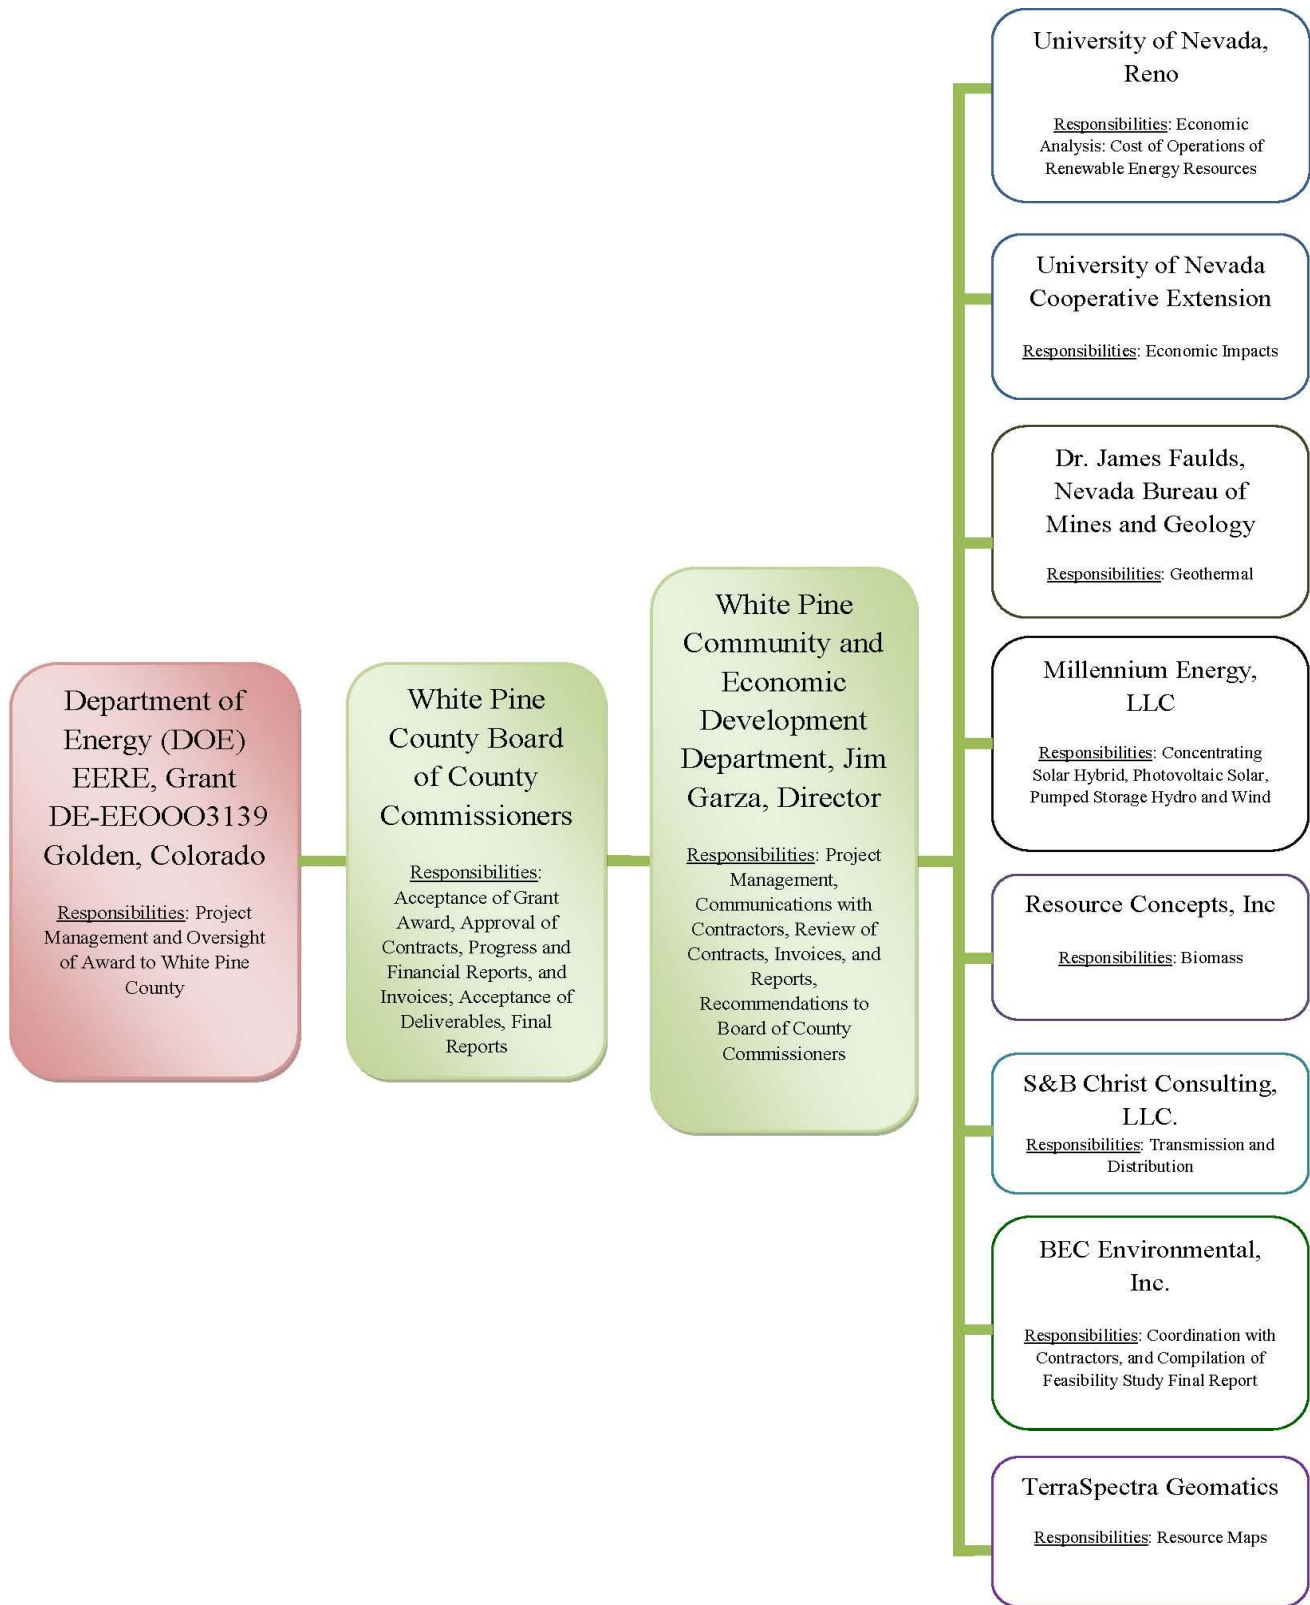 Department of
Energy (DOE)
EERE, Grant
DE-EEOOO3139
Golden, Colorado
Responsibilities: Project
Management and Oversight
of Award to White Pine
County
White Pine
County Board
of County
Commissioners
Responsibilities:
Acceptance of Grant
Award, Approval of
Contracts, Progress and
Financial Reports, and
Invoices; Acceptance of
Deliverables, Final
Reports
White Pine
Community and
Economic
Development
Department, Jim
Garza, Director
Responsibilities: Project
Management,
Communications with
Contractors, Review of
Contracts, Invoices, and
Reports,
Recommendations to
Board of County
Commissioners
University of Nevada,
Reno
Responsibilities: Economic
Analysis: Cost of Operations of
Renewable Energy Resources
University of Nevada
Cooperative Extension
Responsibilities: Economic Impacts
Dr. James Faulds,
Nevada Bureau of
Mines and Geology
Responsibilities: Geothermal
Millennium Energy,
LLC
Responsibilities: Concentrating
Solar Hybrid, Photovoltaic Solar,
Pumped Storage Hydro and Wind
Resource Concepts, Inc
Responsibilities: Biomass
S&B Christ Consulting,
LLC.
Responsibilities: Transmission and
Distribution
BEC Environmental,
Inc.
Responsibilities: Coordination with
Contractors, and Compilation of
Feasibility Study Final Report
TerraSpectra Geomatics
Responsibilities: Resource Maps